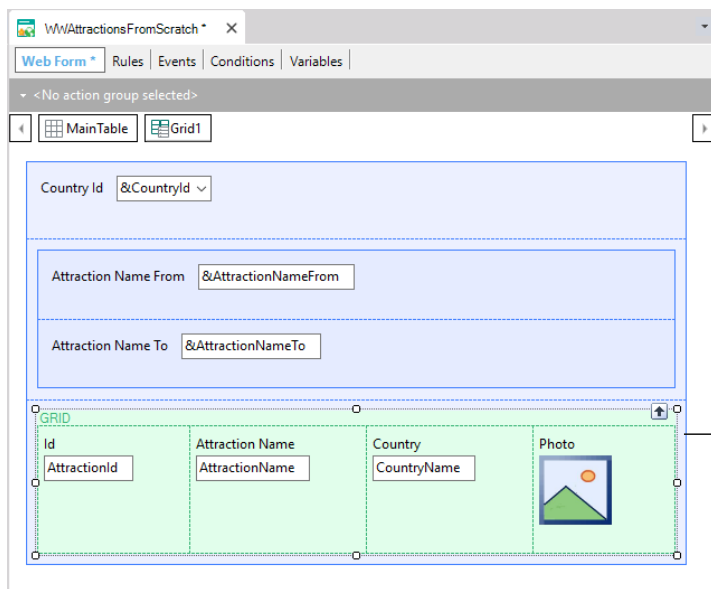 WWAttractionsFromScratch *
Web Form * Rules Events Conditions Variables
<No action group selected>
MainTable Grid1
Country Id &CountryId
Attraction Name From &AttractionNameFrom
Attraction Name To &AttractionNameTo
GRID
Id Attraction Name Country Photo
AttractionId AttractionName CountryName